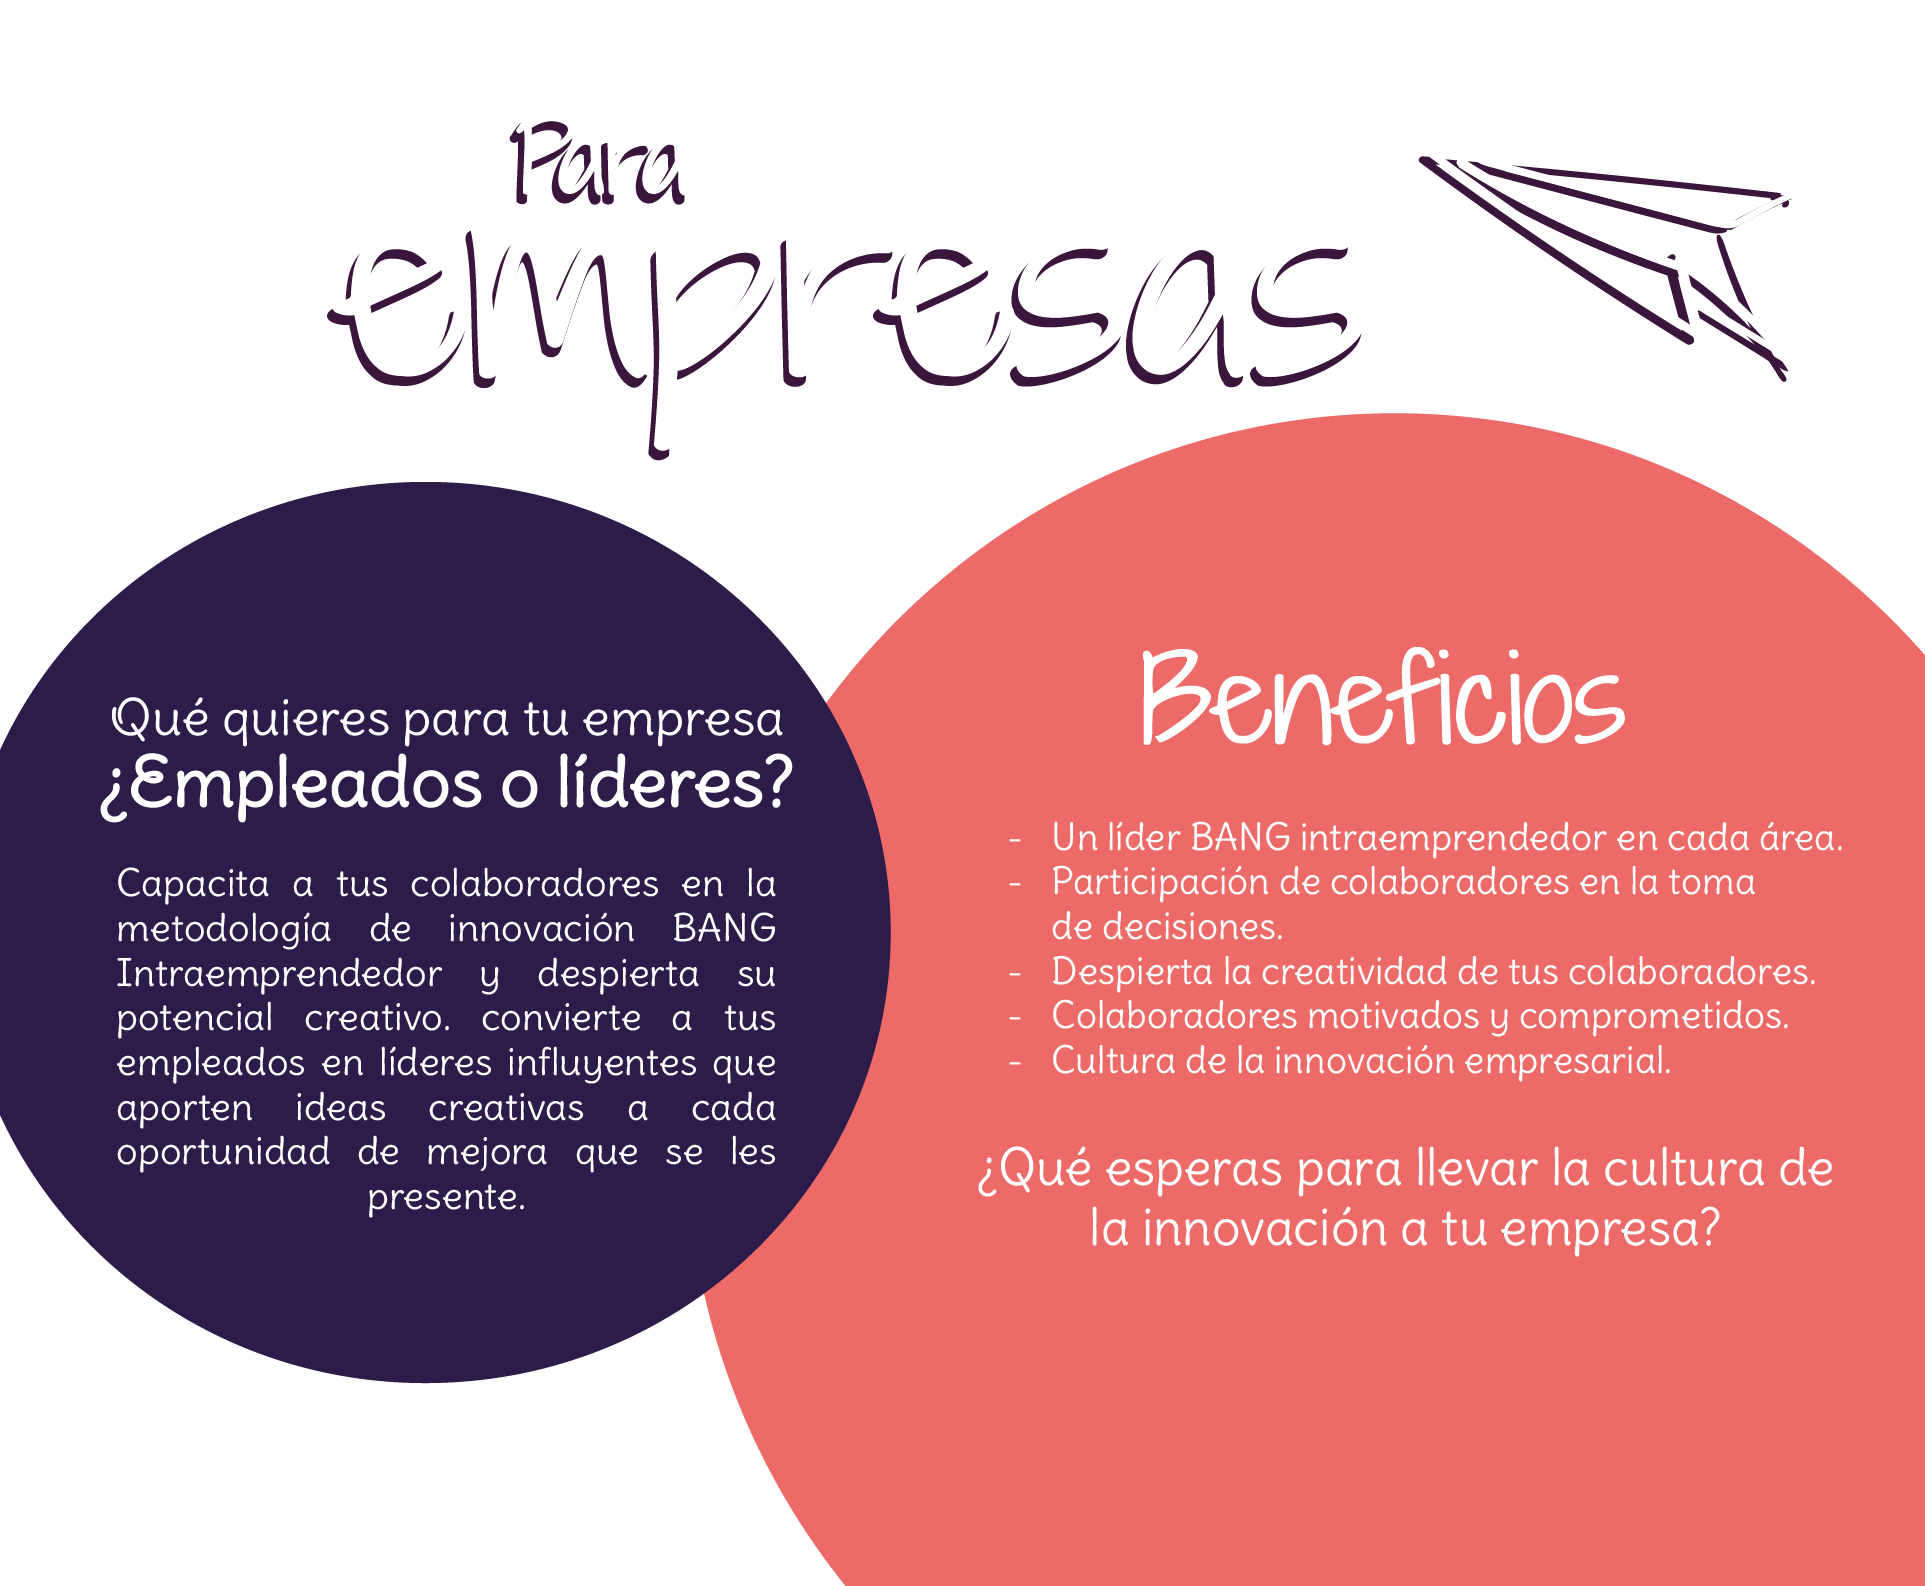 Para
empresas
Qué quieres para tu empresa
¿Empleados o líderes?
Capacita a tus colaboradores en la
metodología de innovación BANG
Intraemprendedor y despierta su
potencial creativo. convierte a tus
empleados en líderes influyentes que
aporten ideas creativas a cada
oportunidad de mejora que se les
presente.
Beneficios
- Un líder BANG intraemprendedor en cada área.
- Participación de colaboradores en la toma
de decisiones.
- Despierta la creatividad de tus colaboradores.
- Colaboradores motivados y comprometidos.
- Cultura de la innovación empresarial.
¿Qué esperas para llevar la cultura de
la innovación a tu empresa?